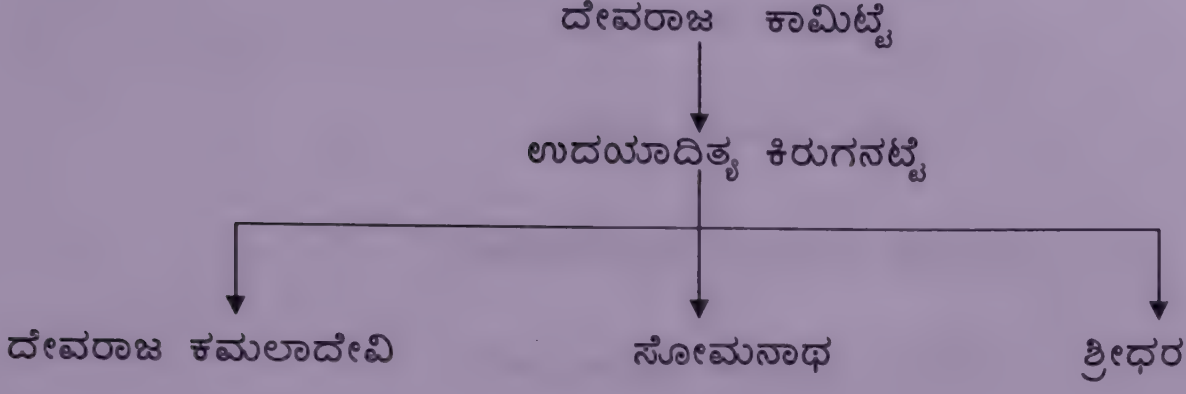 ದೇವರಾಜ ಕಾಮಿಟ್ಟೆ
ಉದಯಾದಿತ್ಯ ಕಿರುಗನಟ್ಟೆ
ದೇವರಾಜ ಕಮಲಾದೇವಿ ಸೋಮನಾಥ ಶ್ರೀಧರ